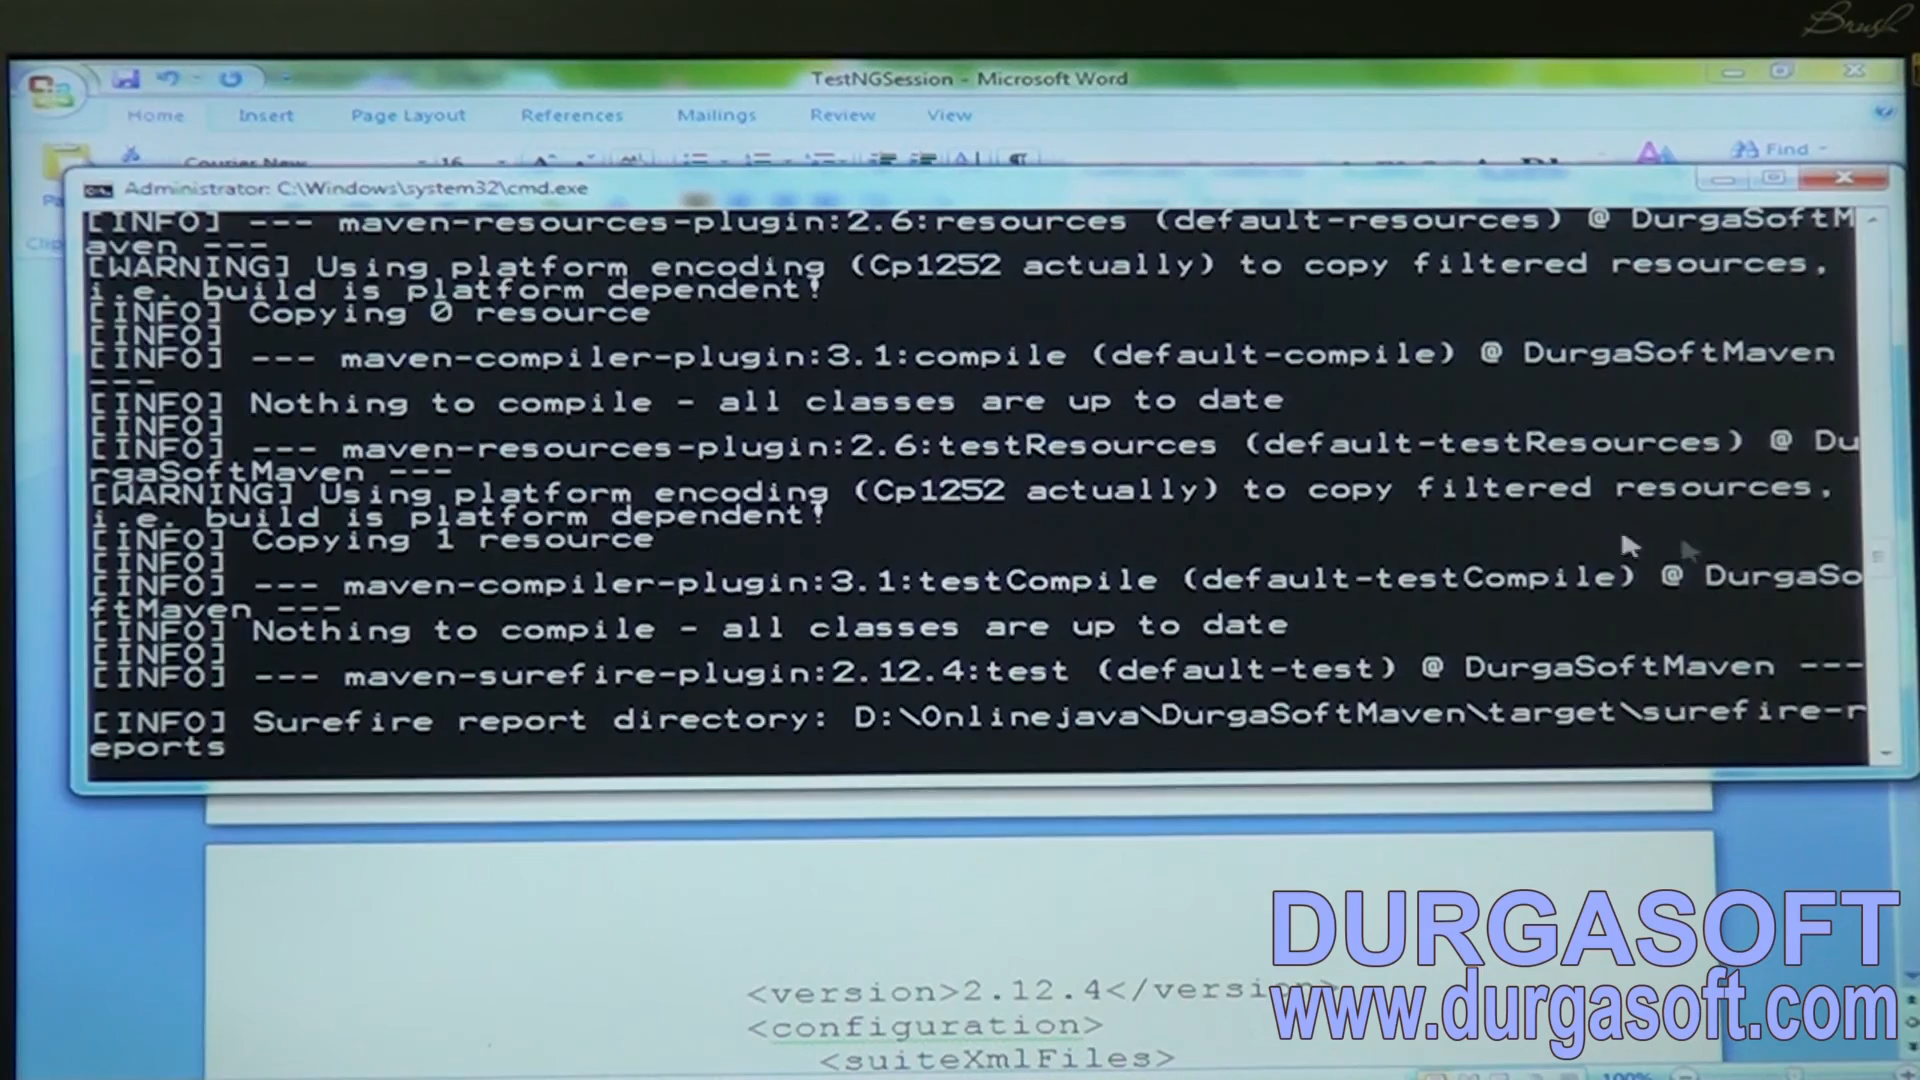 Brush
TestNGSession - Microsoft Word
Home Insert Page Layout References Mailings Review View
Courier New 16 Find
Administrator: C:\Windows\system32\cmd.exe
[INFO] --- maven-resources-plugin:2.6:resources (default-resources) @ DurgaSoftM
aven ---
[WARNING] Using platform encoding (Cp1252 actually) to copy filtered resources,
i.e. build is platform dependent!
[INFO] Copying 0 resource
[INFO]
[INFO] --- maven-compiler-plugin:3.1:compile (default-compile) @ DurgaSoftMaven
---
[INFO] Nothing to compile - all classes are up to date
[INFO]
[INFO] --- maven-resources-plugin:2.6:testResources (default-testResources) @ Du
rgaSoftMaven ---
[WARNING] Using platform encoding (Cp1252 actually) to copy filtered resources,
i.e. build is platform dependent!
[INFO] Copying 1 resource
[INFO]
[INFO] --- maven-compiler-plugin:3.1:testCompile (default-testCompile) @ DurgaSo
ftMaven ---
[INFO] Nothing to compile - all classes are up to date
[INFO]
[INFO] --- maven-surefire-plugin:2.12.4:test (default-test) @ DurgaSoftMaven ---
[INFO] Surefire report directory: D:\Onlinejava\DurgaSoftMaven\target\surefire-r
eports
<version>2.12.4</version>
<configuration>
<suiteXmlFiles>
DURGASOFT
www.durgasoft.com
100%